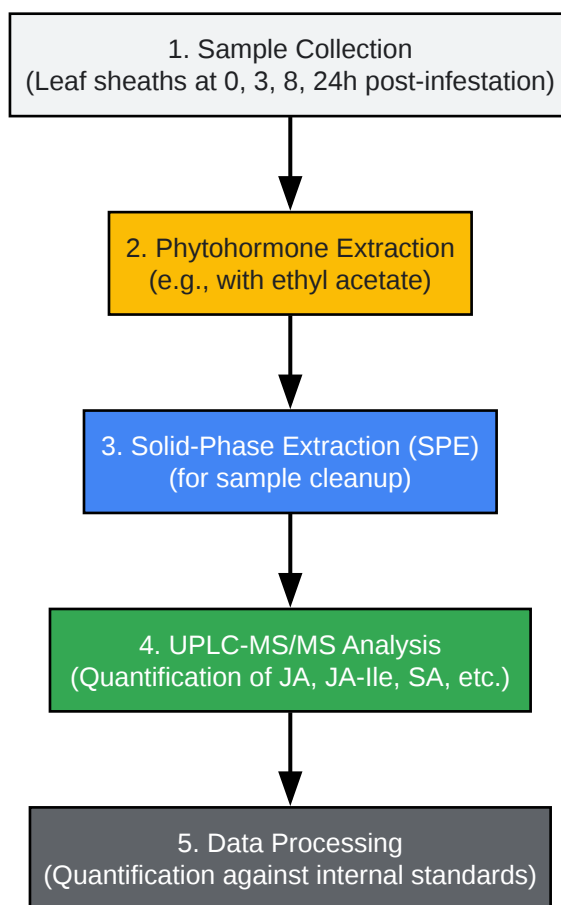 1. Sample Collection
(Leaf sheaths at 0, 3, 8, 24h post-infestation)
2. Phytohormone Extraction
(e.g., with ethyl acetate)
3. Solid-Phase Extraction (SPE)
(for sample cleanup)
4. UPLC-MS/MS Analysis
(Quantification of JA, JA-Ile, SA, etc.)
5. Data Processing
(Quantification against internal standards)